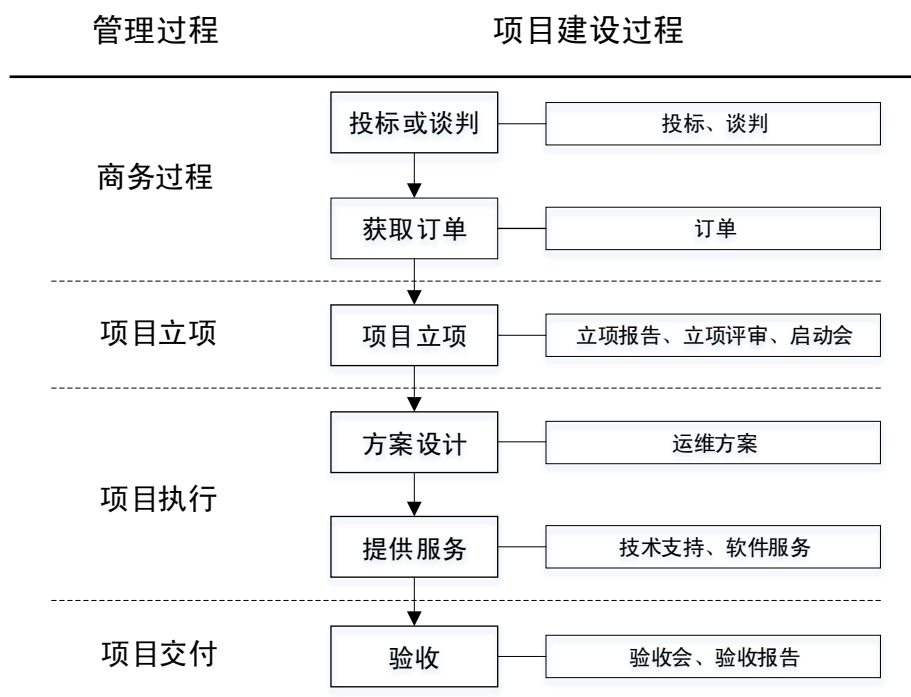 管理过程
项目建设过程
投标或谈判
投标、谈判
商务过程
获取订单
订单
项目立项
项目立项
立项报告、立项评审、启动会
方案设计
运维方案
项目执行
提供服务
技术支持、软件服务
项目交付
验收
验收会、验收报告